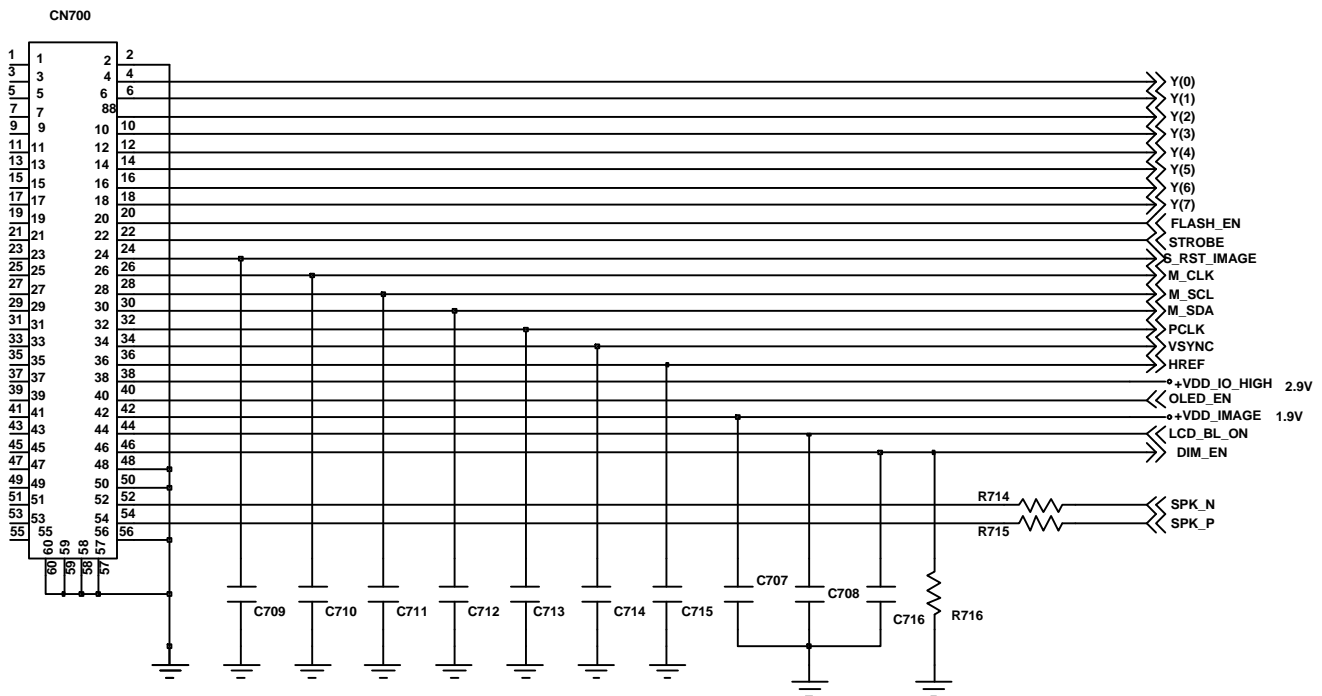 CN700
1 1 2 2
3 3 4 4 Y(0)
5 5 6 6 Y(1)
7 7 88 Y(2)
9 9 10 10 Y(3)
11 11 12 12 Y(4)
13 13 14 14 Y(5)
15 15 16 16 Y(6)
17 17 18 18 Y(7)
19 19 20 20 FLASH_EN
21 21 22 22 STROBE
23 23 24 24 S_RST_IMAGE
25 25 26 26 M_CLK
27 27 28 28 M_SCL
29 29 30 30 M_SDA
31 31 32 32 PCLK
33 33 34 34 VSYNC
35 35 36 36 HREF
37 37 38 38 +VDD_IO_HIGH 2.9V
39 39 40 40 OLED_EN
41 41 42 42 +VDD_IMAGE 1.9V
43 43 44 44 LCD_BL_ON
45 45 46 46 DIM_EN
47 47 48 48
49 49 50 50
51 51 52 52 R714 SPK_N
53 53 54 54 R715 SPK_P
55 55 56 56
60 59 58 57
60 59 58 57
C709 C710 C711 C712 C713 C714 C715 C707 C708 C716 R716